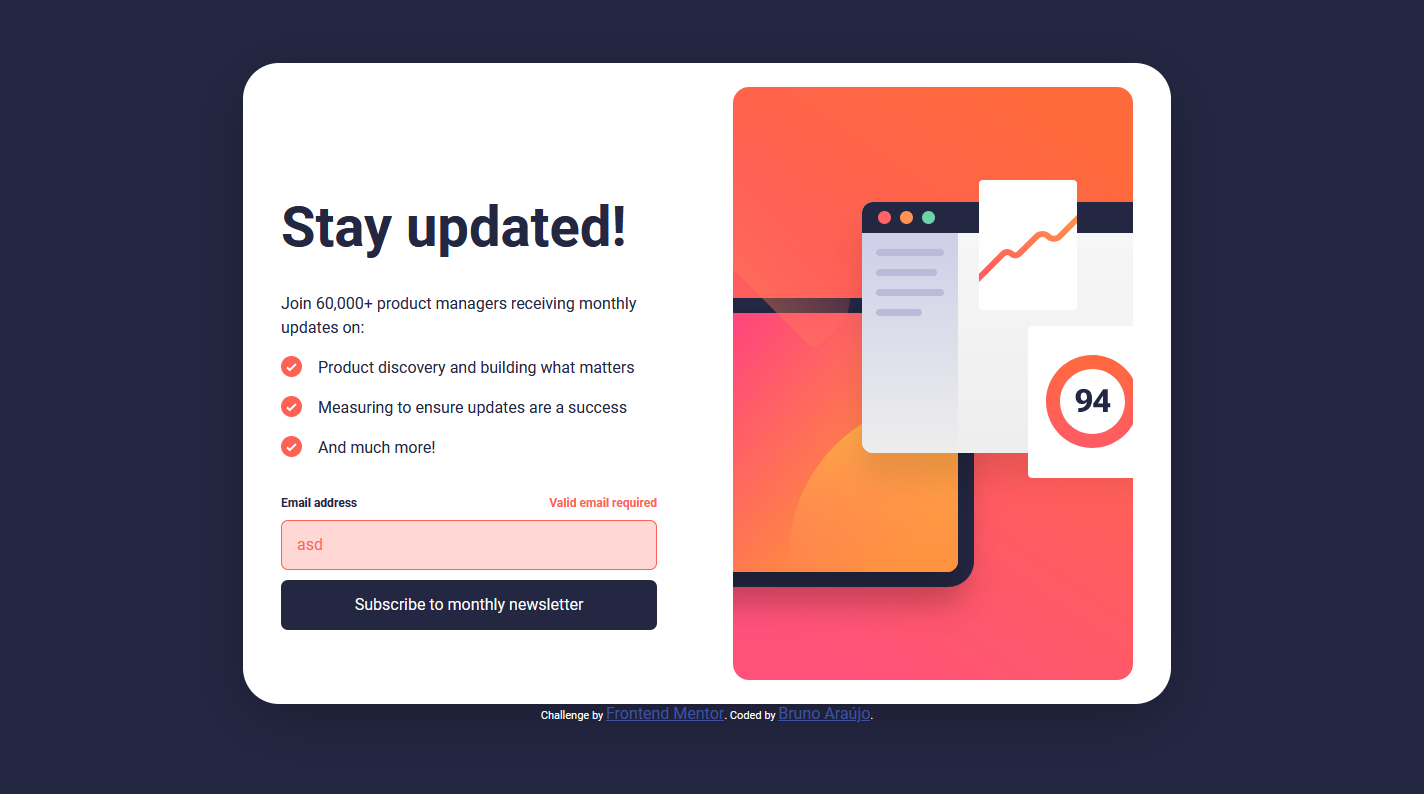 Stay updated!
Join 60,000+ product managers receiving monthly
updates on:
Product discovery and building what matters
Measuring to ensure updates are a success
And much more!
Email address
Valid email required
asd
Subscribe to monthly newsletter
94
Challenge by Frontend Mentor. Coded by Bruno Araújo.